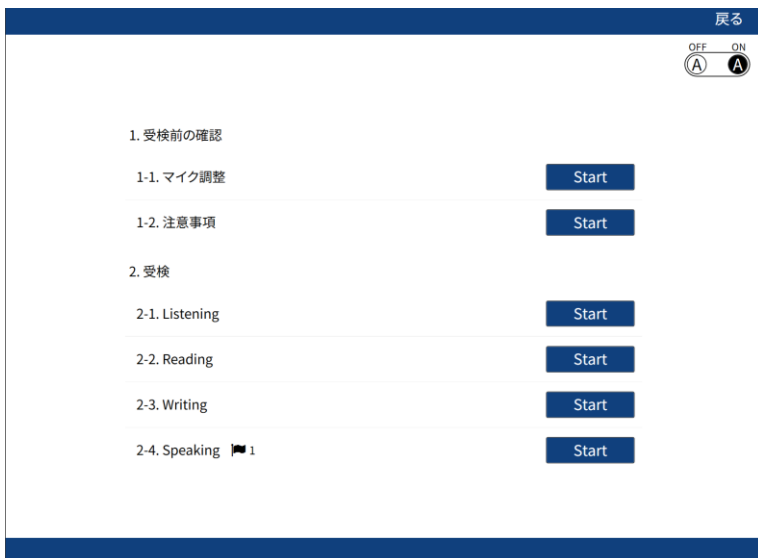 戻る
OFF ON
A A
1. 受検前の確認
1-1. マイク調整 Start
1-2. 注意事項 Start
2. 受検
2-1. Listening Start
2-2. Reading Start
2-3. Writing Start
2-4. Speaking 1 Start